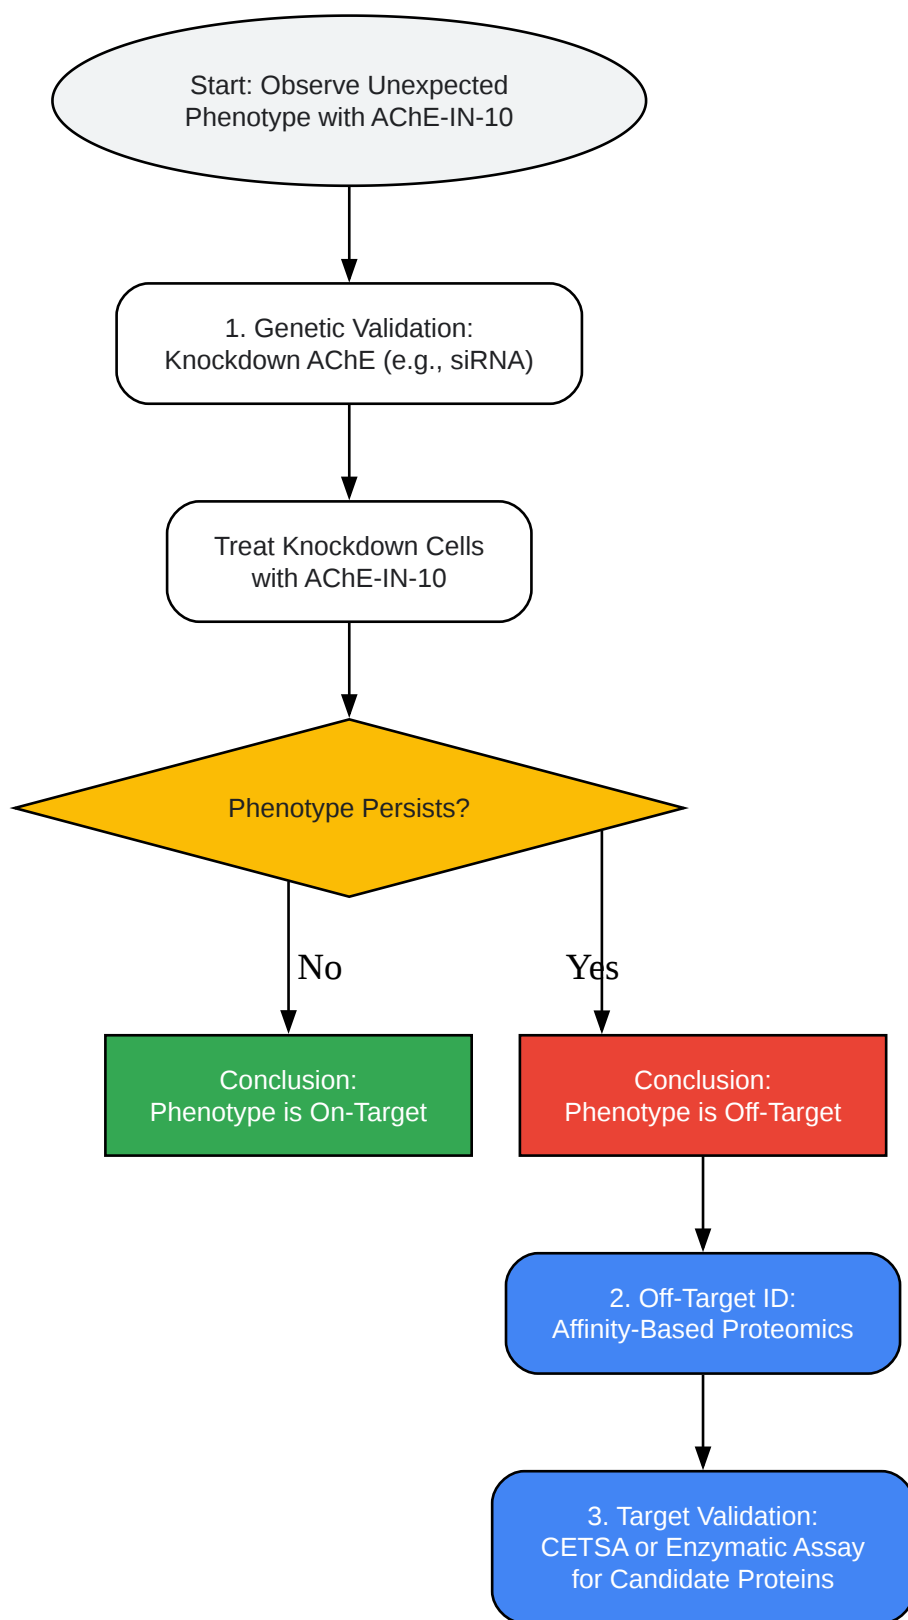 Start: Observe Unexpected
Phenotype with AChE-IN-10
1. Genetic Validation:
Knockdown AChE (e.g., siRNA)
Treat Knockdown Cells
with AChE-IN-10
Phenotype Persists?
No
Yes
Conclusion:
Phenotype is On-Target
Conclusion:
Phenotype is Off-Target
2. Off-Target ID:
Affinity-Based Proteomics
3. Target Validation:
CETSA or Enzymatic Assay
for Candidate Proteins